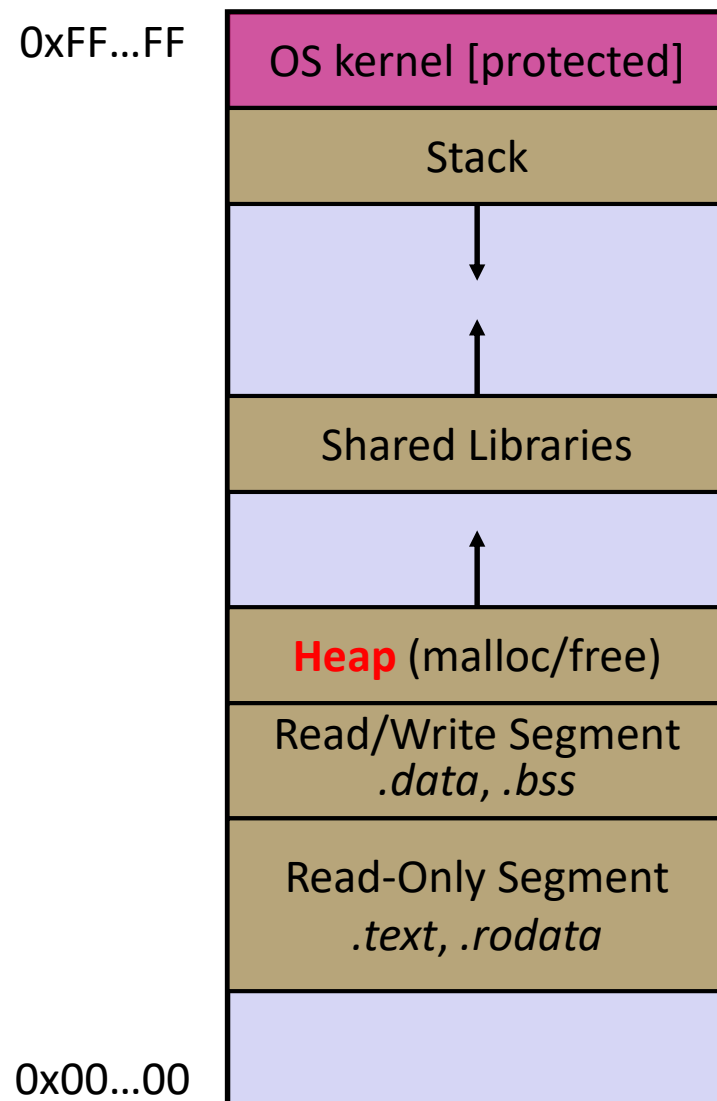 0xFF…FF
OS kernel [protected]
Stack
Shared Libraries
Heap (malloc/free)
Read/Write Segment
.data, .bss
Read-Only Segment
.text, .rodata
0x00…00